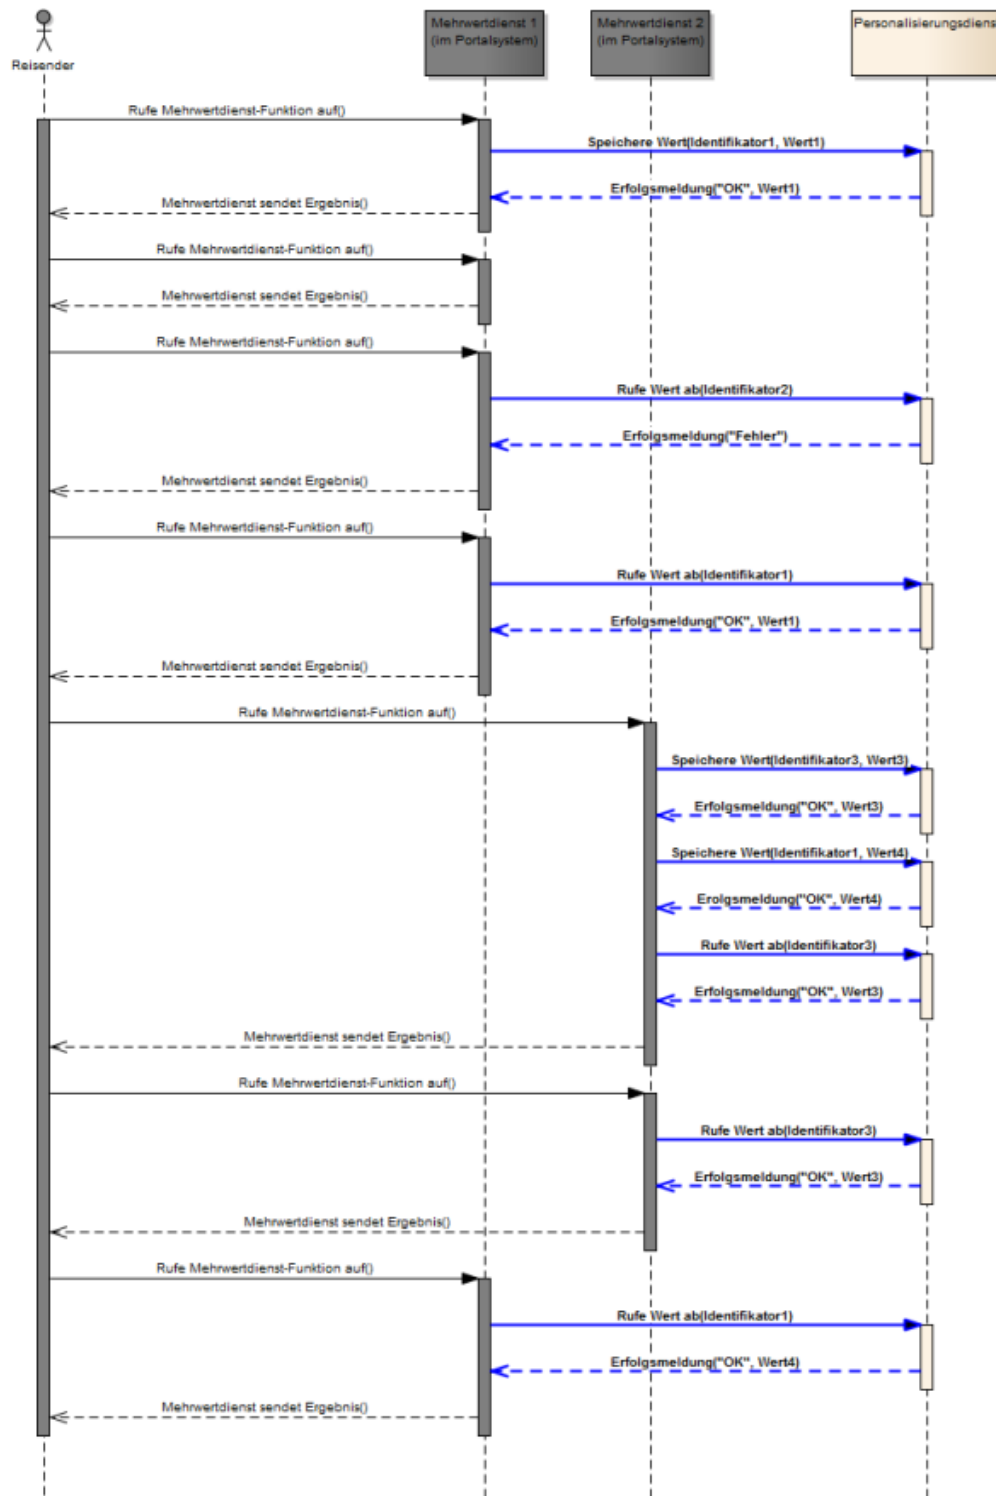 Reisender
Mehrwertdienst 1
(im Portalsystem)
Mehrwertdienst 2
(im Portalsystem)
Personalisierungsdiens
Rufe Mehrwertdienst-Funktion auf()
Speichere Wert(Identifikator1, Wert1)
Erfolgsmeldung("OK", Wert1)
Mehrwertdienst sendet Ergebnis()
Rufe Mehrwertdienst-Funktion auf()
Mehrwertdienst sendet Ergebnis()
Rufe Mehrwertdienst-Funktion auf()
Rufe Wert ab(Identifikator2)
Erfolgsmeldung("Fehler")
Mehrwertdienst sendet Ergebnis()
Rufe Mehrwertdienst-Funktion auf()
Rufe Wert ab(Identifikator1)
Erfolgsmeldung("OK", Wert1)
Mehrwertdienst sendet Ergebnis()
Rufe Mehrwertdienst-Funktion auf()
Speichere Wert(Identifikator3, Wert3)
Erfolgsmeldung("OK", Wert3)
Speichere Wert(Identifikator1, Wert4)
Erolgsmeldung("OK", Wert4)
Rufe Wert ab(Identifikator3)
Erfolgsmeldung("OK", Wert3)
Mehrwertdienst sendet Ergebnis()
Rufe Mehrwertdienst-Funktion auf()
Rufe Wert ab(Identifikator3)
Erfolgsmeldung("OK", Wert3)
Mehrwertdienst sendet Ergebnis()
Rufe Mehrwertdienst-Funktion auf()
Rufe Wert ab(Identifikator1)
Erfolgsmeldung("OK", Wert4)
Mehrwertdienst sendet Ergebnis()